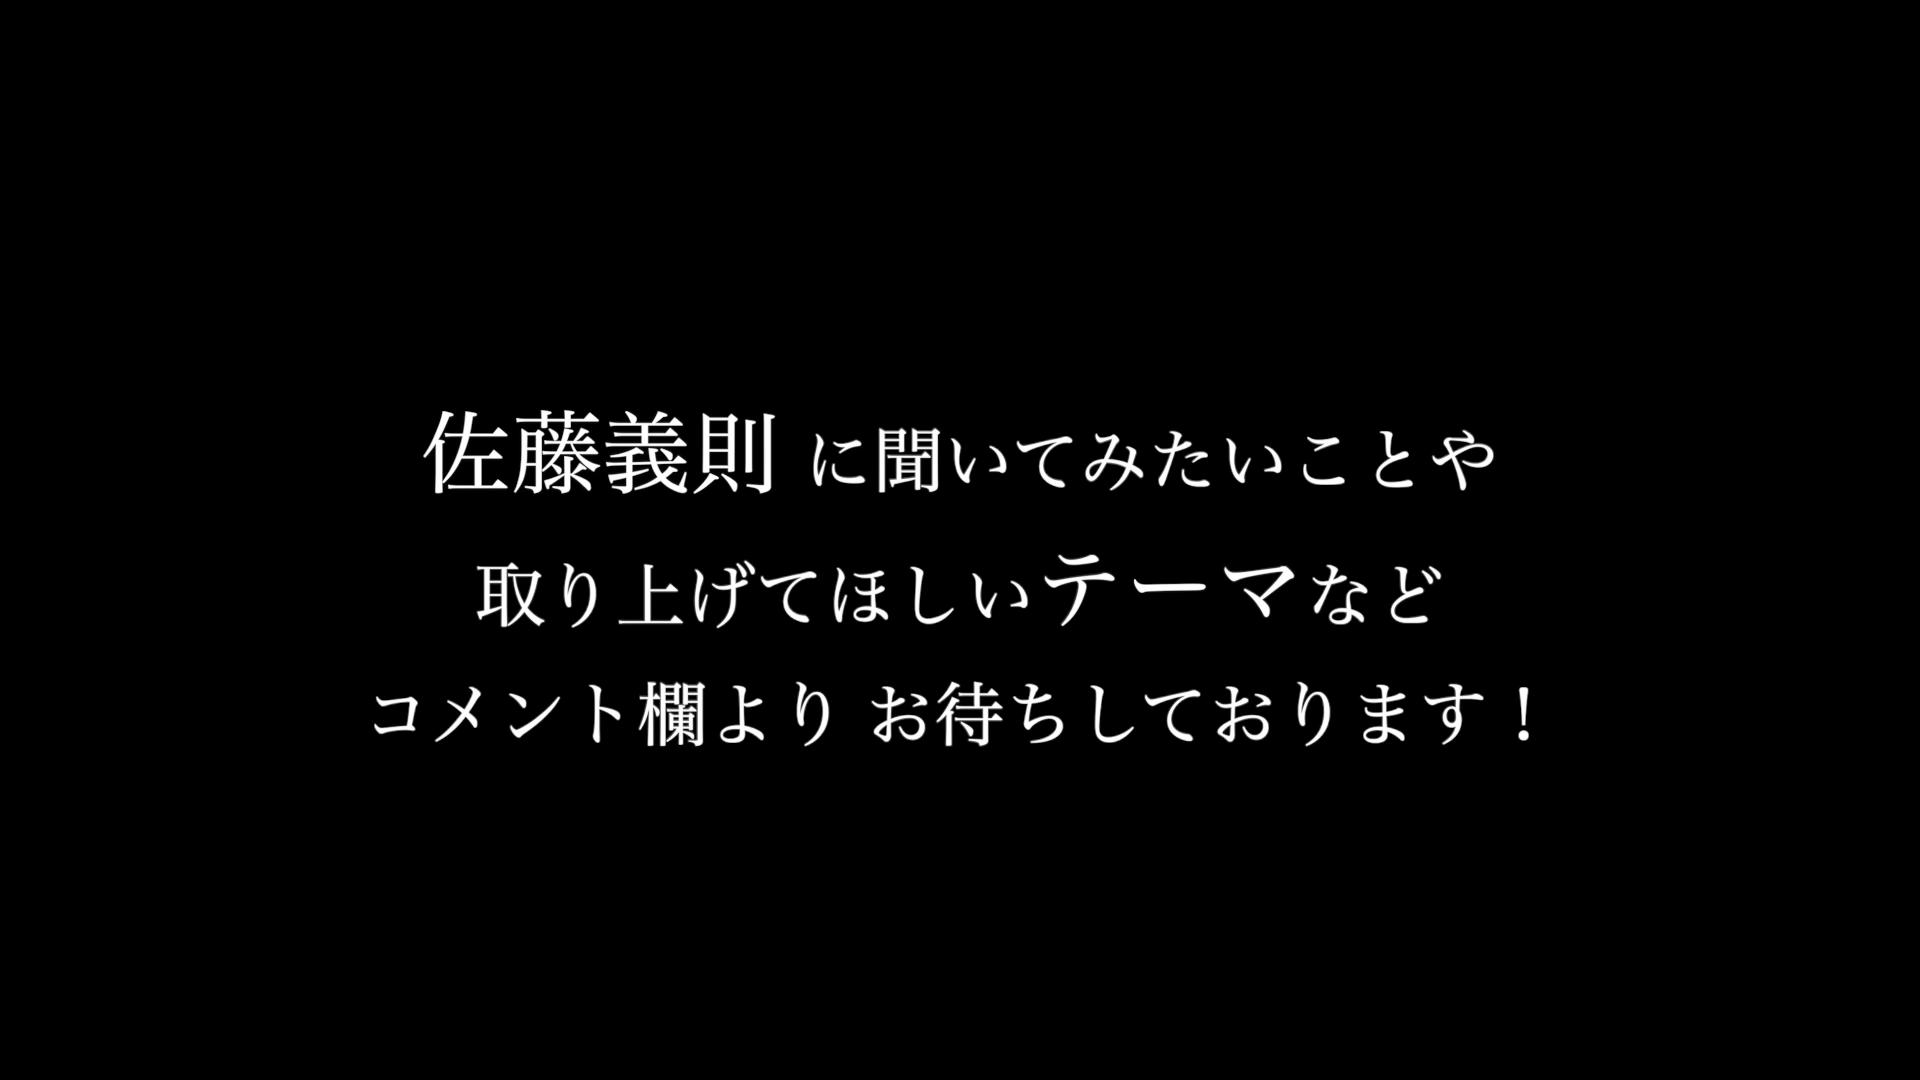 佐藤義則 に聞いてみたいことや
取り上げてほしいテーマなど
コメント欄より お待ちしております！